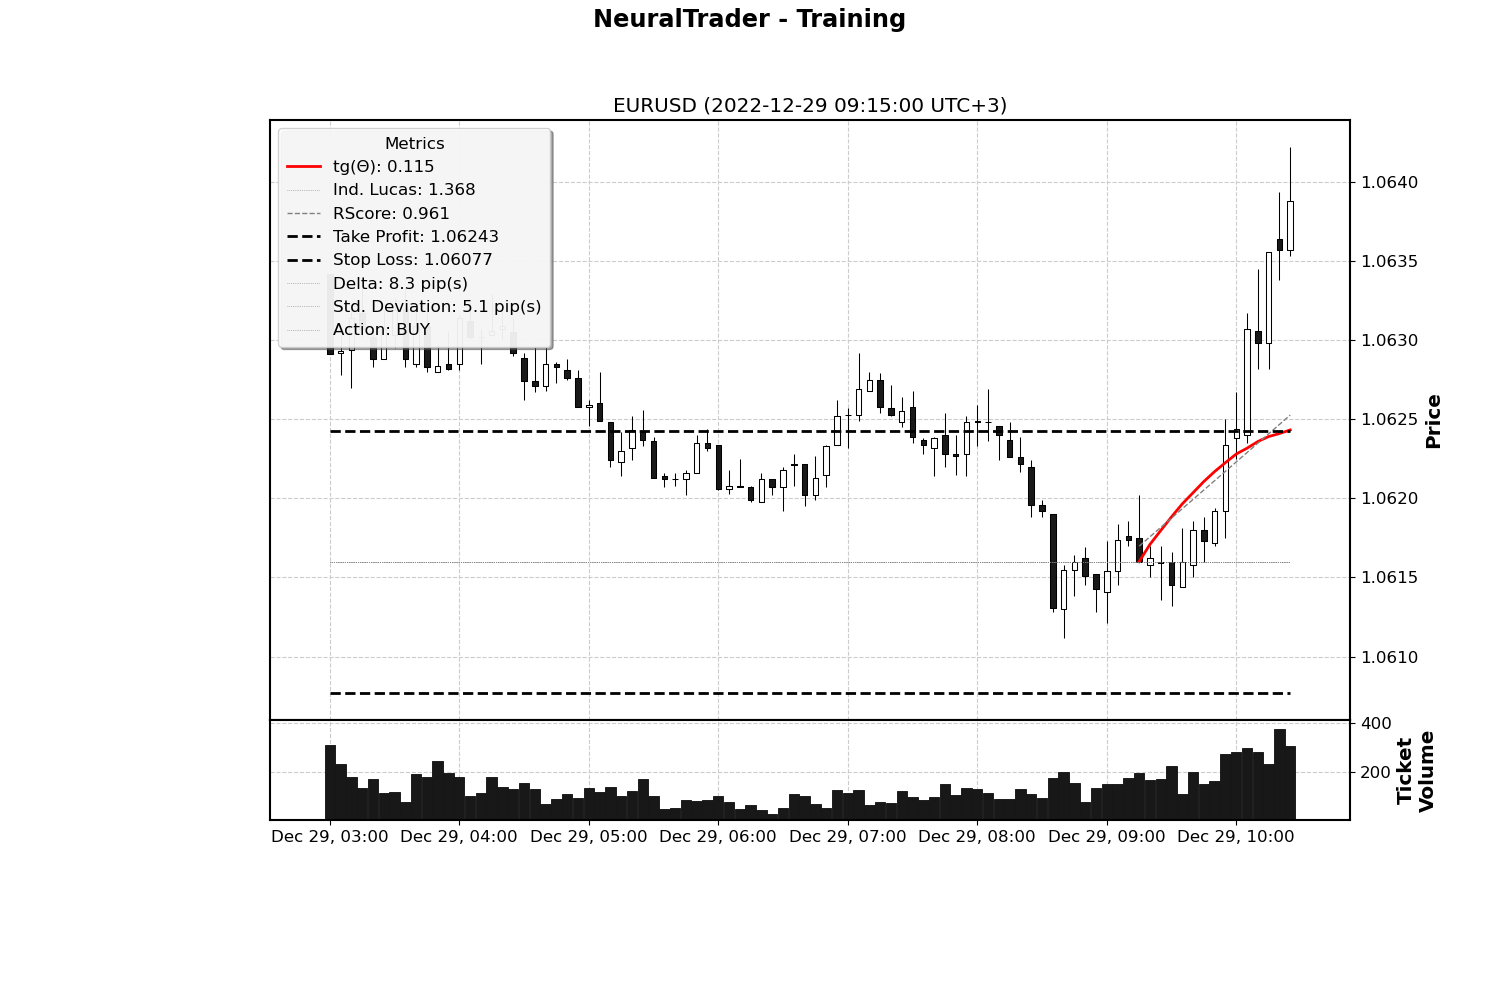 NeuralTrader - Training
EURUSD (2022-12-29 09:15:00 UTC+3)
Metrics
tg(Θ): 0.115
Ind. Lucas: 1.368
RScore: 0.961
Take Profit: 1.06243
Stop Loss: 1.06077
Delta: 8.3 pip(s)
Std. Deviation: 5.1 pip(s)
Action: BUY
1.0640
1.0635
1.0630
1.0625
1.0620
1.0615
1.0610
Price
400
200
Ticket
Volume
Dec 29, 03:00 Dec 29, 04:00 Dec 29, 05:00 Dec 29, 06:00 Dec 29, 07:00 Dec 29, 08:00 Dec 29, 09:00 Dec 29, 10:00